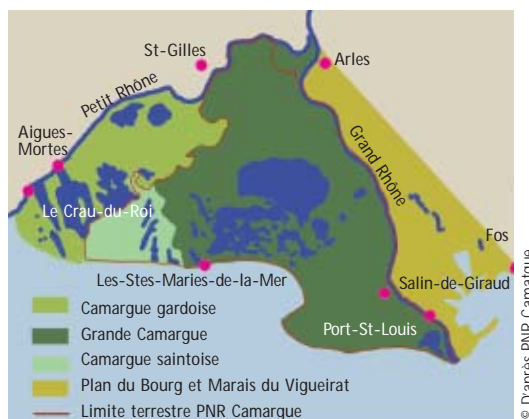 St-Gilles
Arles
Petit Rhône
Aigues-
Mortes
Grand Rhône
Le Crau-du-Roi
Fos
Les-Stes-Maries-de-la-Mer
Salin-de-Giraud
Port-St-Louis
Camargue gardoise
Grande Camargue
Camargue saintoise
Plan du Bourg et Marais du Vigueirat
Limite terrestre PNR Camargue
© D'après PNR Camatgue